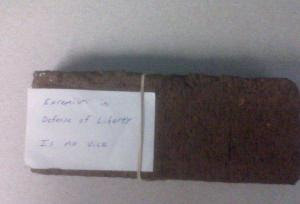 Extremism in
Defense of Liberty
Is no vice